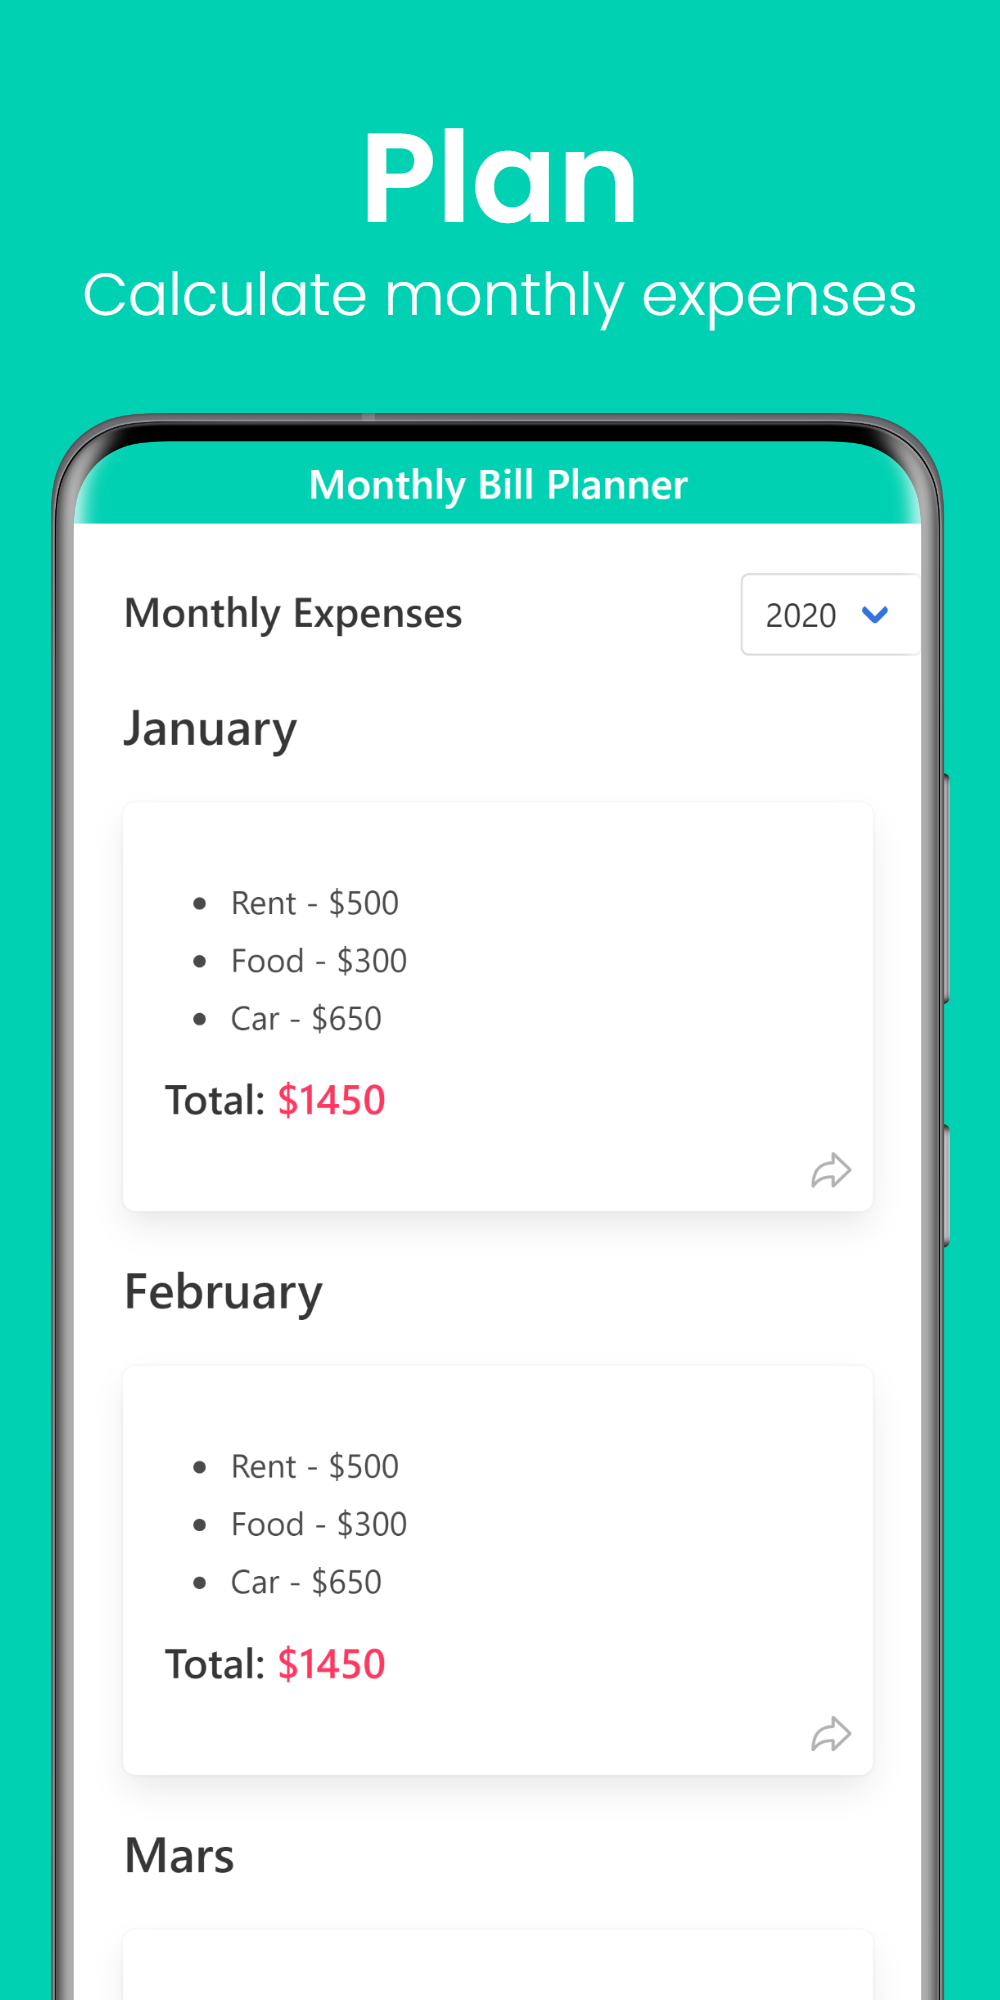 Plan
Calculate monthly expenses
Monthly Bill Planner
Monthly Expenses
2020
January
• Rent - $500
• Food - $300
• Car - $650
Total: $1450
February
• Rent - $500
• Food - $300
• Car - $650
Total: $1450
Mars